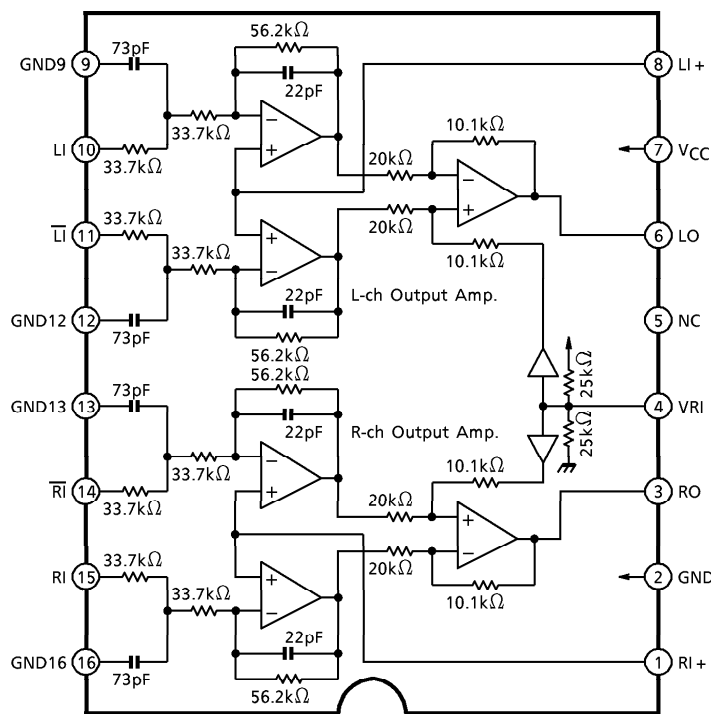 56.2kΩ
73pF
GND9 9
8 LI+
22pF
33.7kΩ
10.1kΩ
LI 10
33.7kΩ
20kΩ
7 VCC
33.7kΩ
L̅I̅ 11
33.7kΩ
20kΩ
10.1kΩ
6 LO
22pF
L-ch Output Amp.
GND12 12
73pF
56.2kΩ
5 NC
56.2kΩ
25kΩ
73pF
GND13 13
4 VRI
22pF
R-ch Output Amp.
25kΩ
33.7kΩ
10.1kΩ
R̅I̅ 14
33.7kΩ
20kΩ
3 RO
33.7kΩ
RI 15
33.7kΩ
20kΩ
10.1kΩ
2 GND
22pF
GND16 16
73pF
56.2kΩ
1 RI+
−
+
+
−
−
+
−
+
+
−
+
−